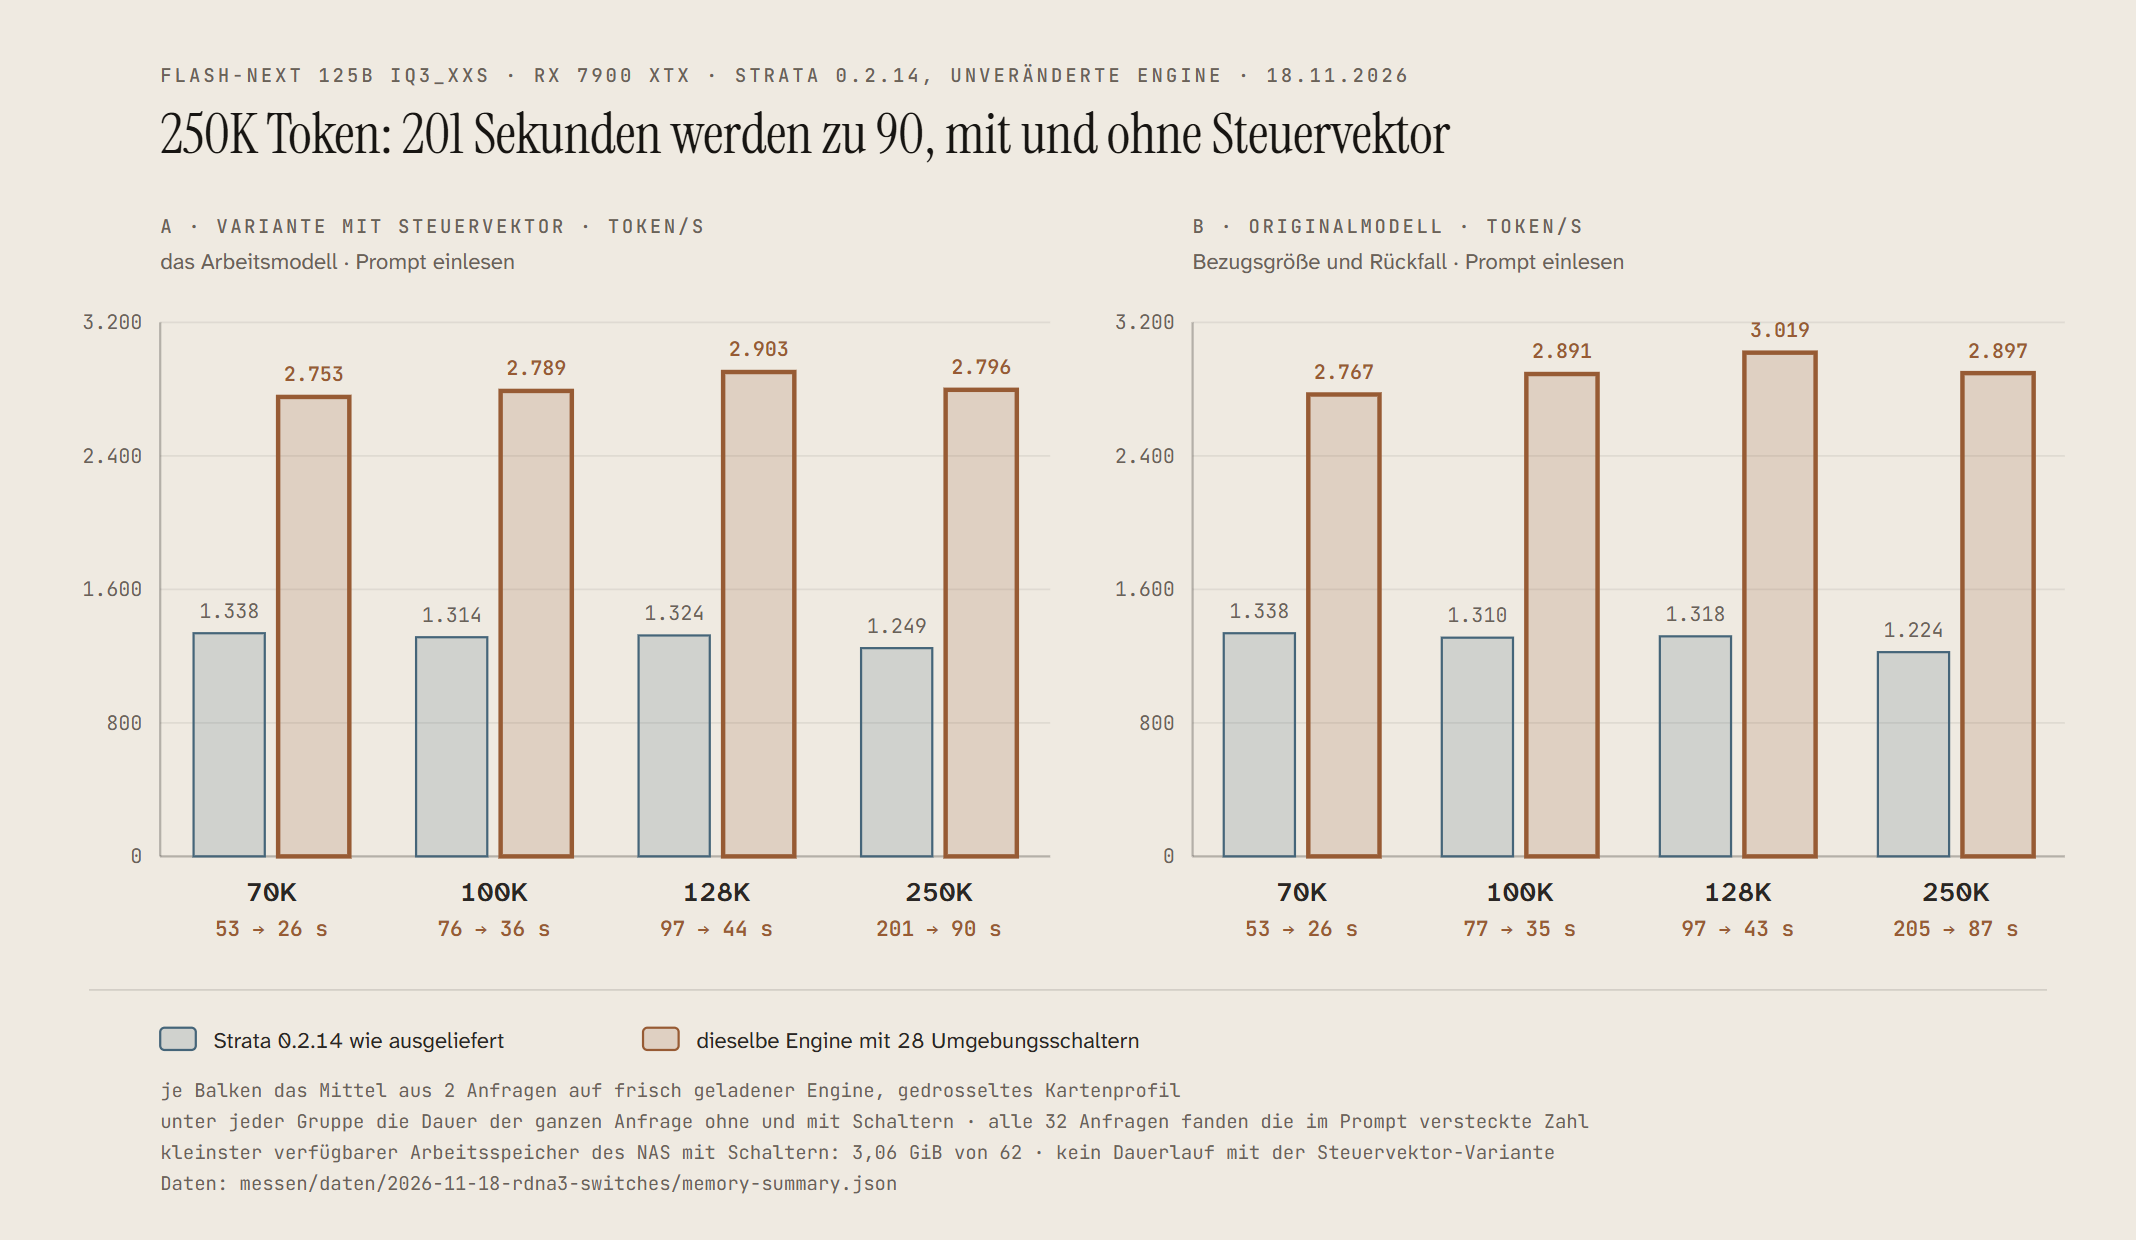 FLASH-NEXT 125B IQ3_XXS · RX 7900 XTX · STRATA 0.2.14, UNVERÄNDERTE ENGINE · 18.11.2026
250K Token: 201 Sekunden werden zu 90, mit und ohne Steuervektor
A · VARIANTE MIT STEUERVEKTOR · TOKEN/S
das Arbeitsmodell · Prompt einlesen
3.200
2.400
1.600
800
0
1.338
2.753
1.314
2.789
1.324
2.903
1.249
2.796
70K
100K
128K
250K
53 → 26 s
76 → 36 s
97 → 44 s
201 → 90 s
B · ORIGINALMODELL · TOKEN/S
Bezugsgröße und Rückfall · Prompt einlesen
3.200
2.400
1.600
800
0
1.338
2.767
1.310
2.891
1.318
3.019
1.224
2.897
70K
100K
128K
250K
53 → 26 s
77 → 35 s
97 → 43 s
205 → 87 s
Strata 0.2.14 wie ausgeliefert
dieselbe Engine mit 28 Umgebungsschaltern
je Balken das Mittel aus 2 Anfragen auf frisch geladener Engine, gedrosseltes Kartenprofil
unter jeder Gruppe die Dauer der ganzen Anfrage ohne und mit Schaltern · alle 32 Anfragen fanden die im Prompt versteckte Zahl
kleinster verfügbarer Arbeitsspeicher des NAS mit Schaltern: 3,06 GiB von 62 · kein Dauerlauf mit der Steuervektor-Variante
Daten: messen/daten/2026-11-18-rdna3-switches/memory-summary.json